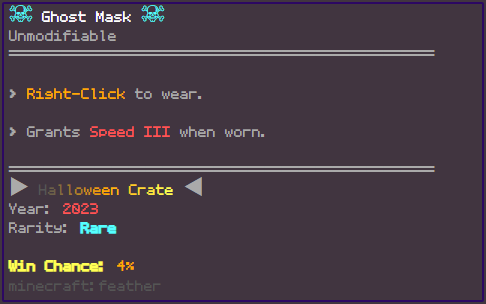 ☠ Ghost Mask ☠
Unmodifiable
> Right-Click to wear.
> Grants Speed III when worn.
▶ Halloween Crate ◀
Year: 2023
Rarity: Rare
Win Chance: 4%
minecraft:feather